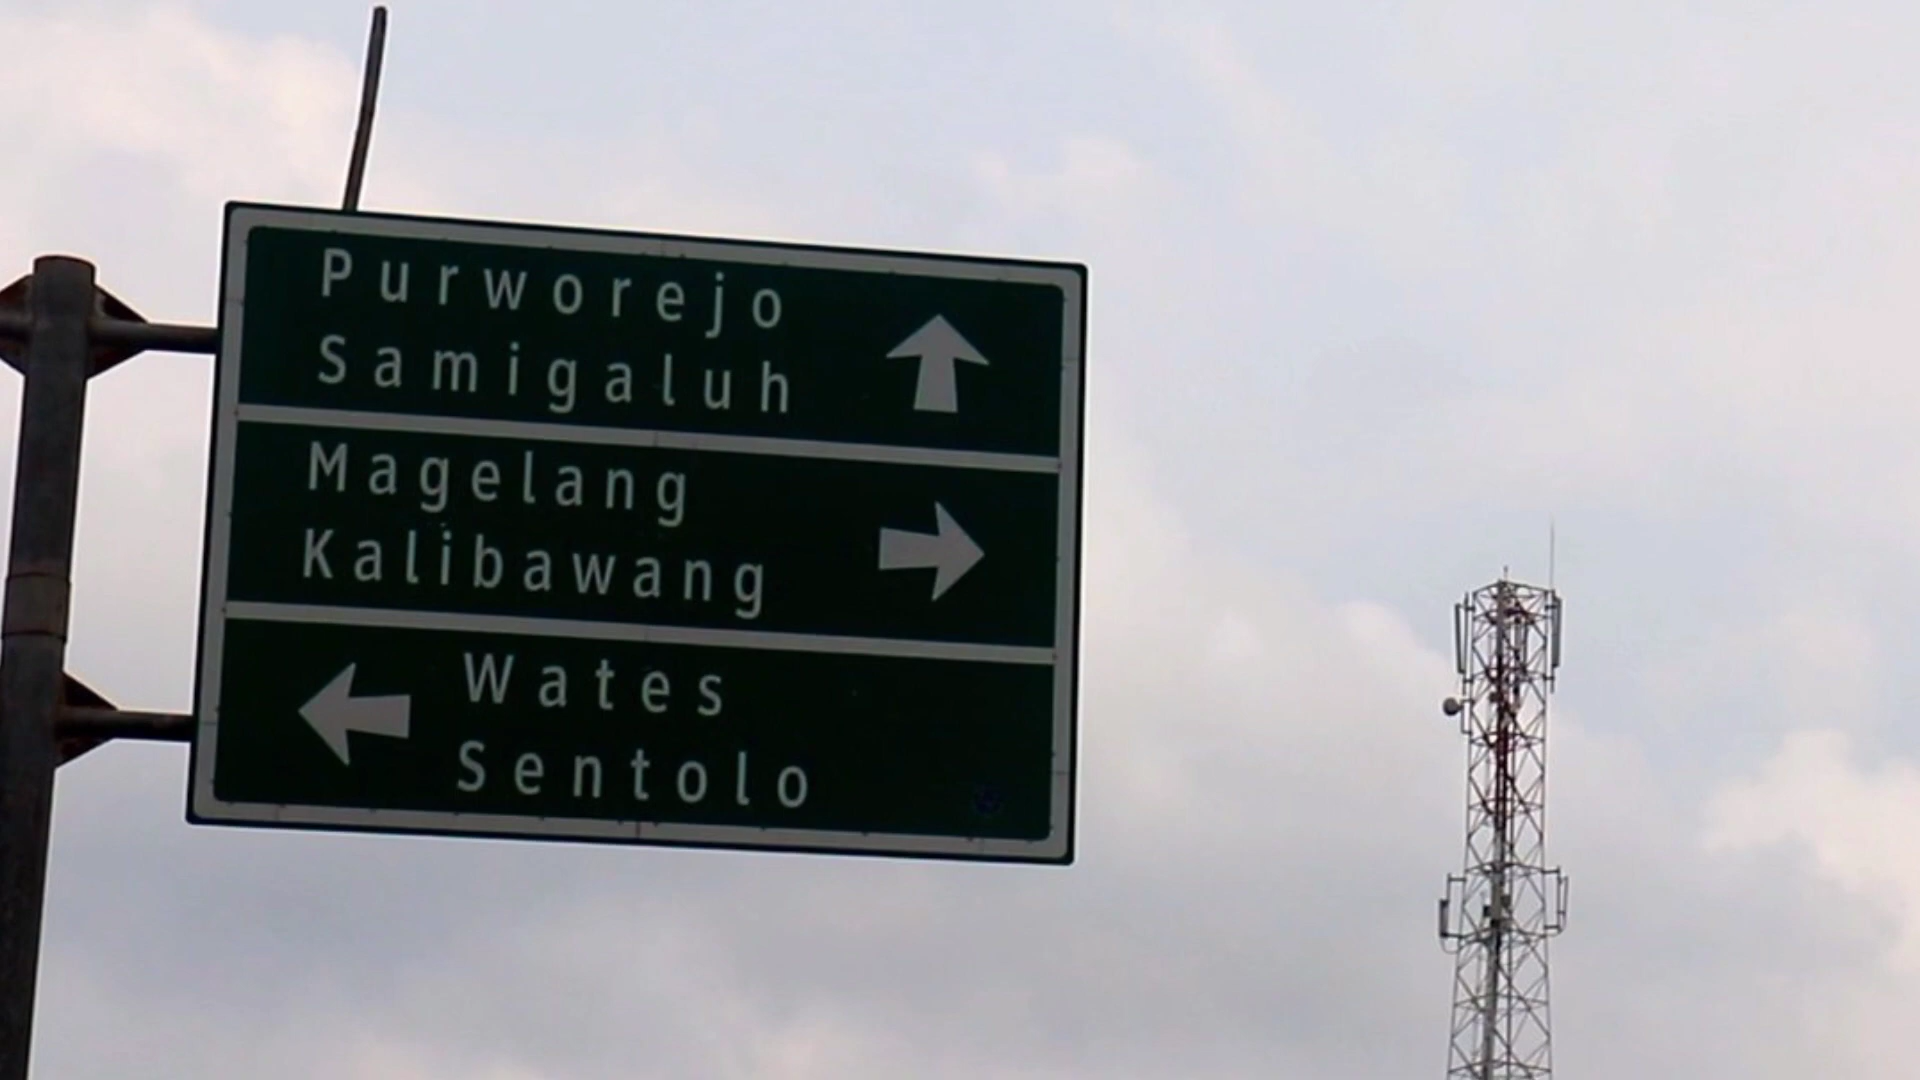 Purworejo
Samigaluh
Magelang
Kalibawang
Wates
Sentolo